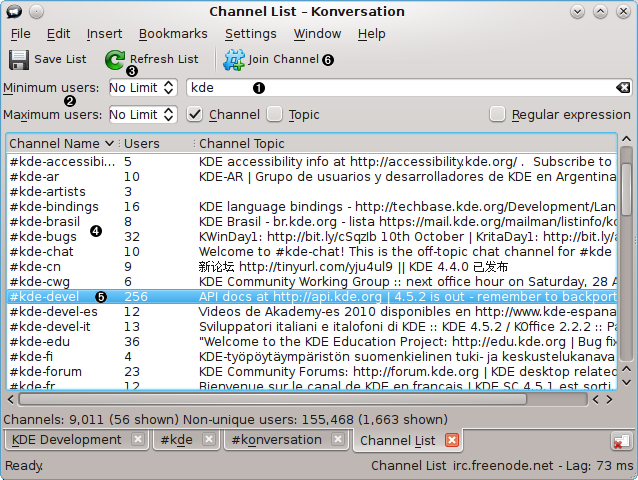 Channel List – Konversation
File Edit Insert Bookmarks Settings Window Help
Save List Refresh List Join Channel 6
3
Minimum users: No Limit kde 1
2
Maximum users: No Limit Channel Topic Regular expression
Channel Name Users Channel Topic
#kde-accessibi... 5 KDE accessibility info at http://accessibility.kde.org/ . Subscribe to
#kde-ar 10 KDE-AR | Grupo de usuarios y desarrolladores de KDE en Argentina
#kde-artists 3
#kde-bindings 16 KDE language bindings - http://techbase.kde.org/Development/Lan
#kde-brasil 8 KDE Brasil - br.kde.org - lista https://mail.kde.org/mailman/listinfo/k
#kde-bugs 4 32 KWinDay1: http://bit.ly/cSqzIb 10th October | KritaDay1: http://bit.ly/
#kde-chat 10 Welcome to #kde-chat! This is the off-topic chat channel for #kde
#kde-cn 9 新论坛 http://tinyurl.com/yju4ul9 || KDE 4.4.0 已发布
#kde-cwg 6 KDE Community Working Group :: next office hour on Saturday, 28 A
#kde-devel 5 256 API docs at http://api.kde.org | 4.5.2 is out - remember to backport
#kde-devel-es 12 Videos de Akademy-es 2010 disponibles en http://www.kde-espana
#kde-devel-it 13 Sviluppatori italiani e italofoni di KDE :: KDE 4.5.2 / KOffice 2.2.2 :: Pa
#kde-edu 36 "Welcome to the KDE Education Project: http://edu.kde.org | Bug fix
#kde-fi 4 KDE-työpöytäympäristön suomenkielinen tuki- ja keskustelukanava
#kde-forum 23 KDE Community Forums: http://forum.kde.org | KDE desktop related
#kde-fr 12 Bienvenue sur le canal de KDE en français | KDE SC 4.5.1 est sorti
Channels: 9,011 (56 shown) Non-unique users: 155,468 (1,663 shown)
KDE Development #kde #konversation Channel List
Ready. Channel List irc.freenode.net - Lag: 73 ms